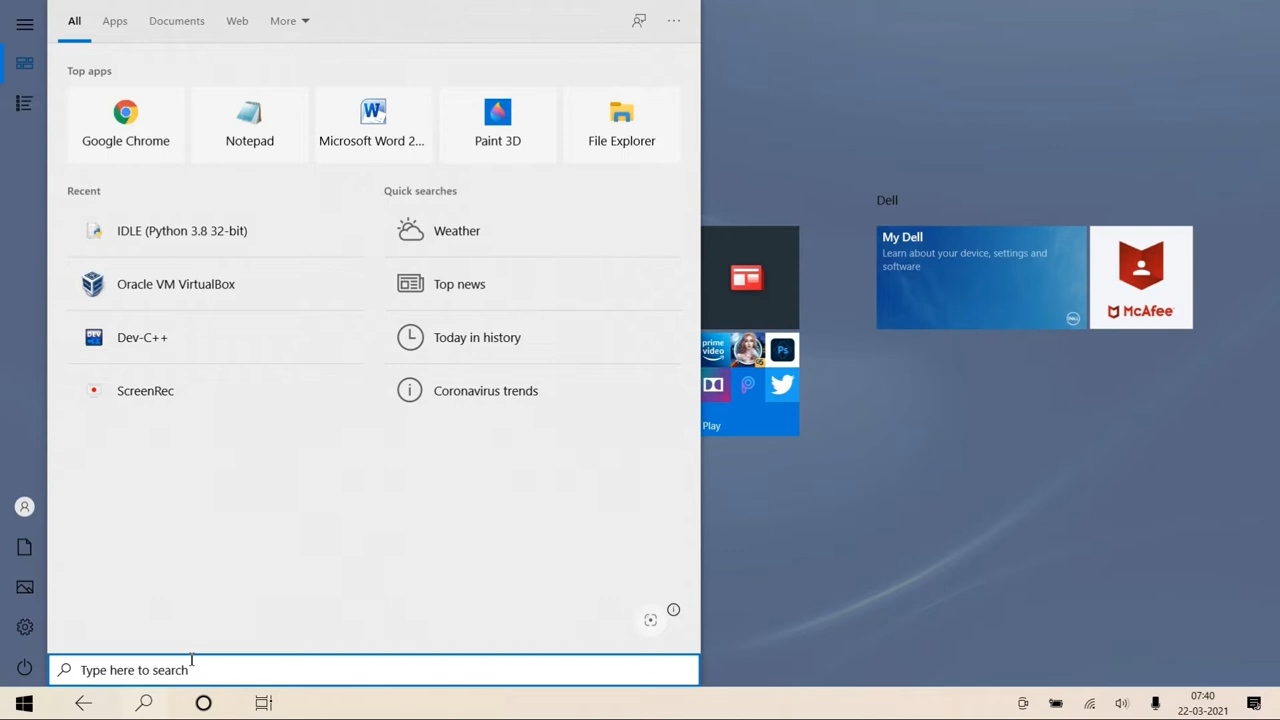 All Apps Documents Web More
Top apps
Google Chrome Notepad Microsoft Word 2... Paint 3D File Explorer
Recent
IDLE (Python 3.8 32-bit)
Oracle VM VirtualBox
Dev-C++
ScreenRec
Quick searches
Weather
Top news
Today in history
Coronavirus trends
Type here to search
Dell
My Dell
Learn about your device, settings and
software
DELL
McAfee
prime
video
Ps
Play
07:40
22-03-2021